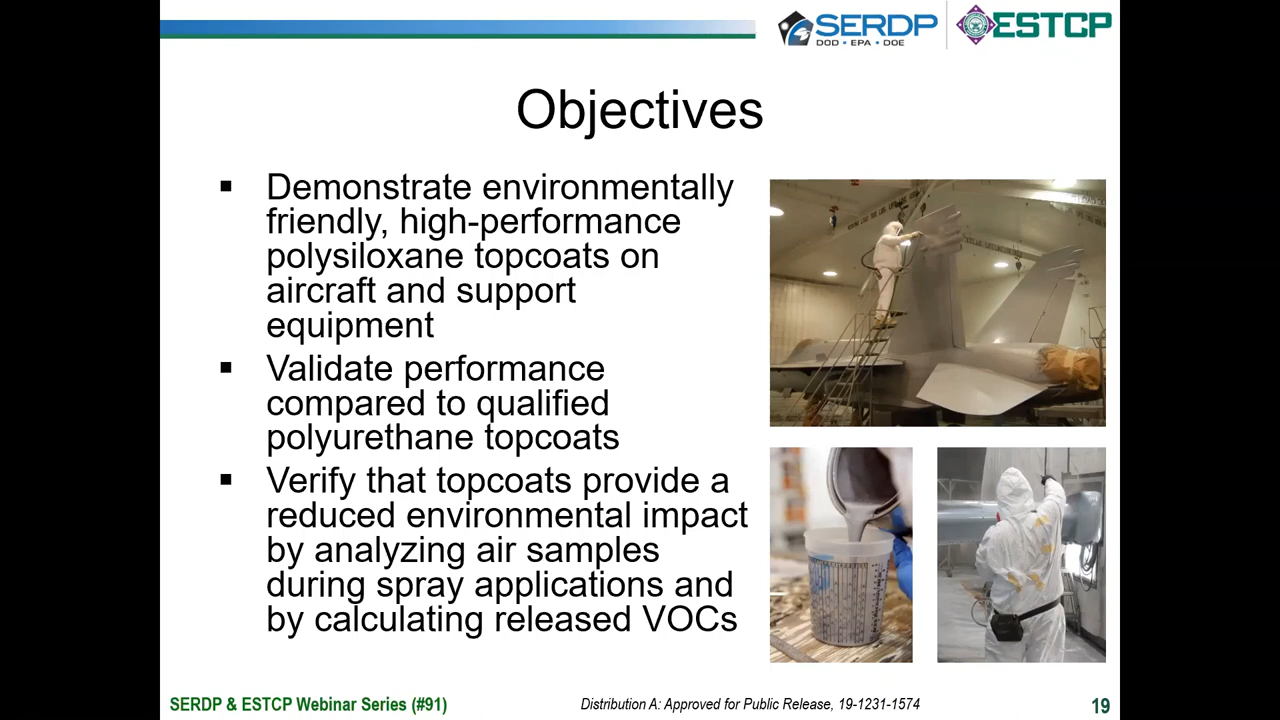 SERDP
DOD • EPA • DOE
ESTCP
Objectives
▪ Demonstrate environmentally
friendly, high-performance
polysiloxane topcoats on
aircraft and support
equipment
▪ Validate performance
compared to qualified
polyurethane topcoats
▪ Verify that topcoats provide a
reduced environmental impact
by analyzing air samples
during spray applications and
by calculating released VOCs
SERDP & ESTCP Webinar Series (#91)
Distribution A: Approved for Public Release, 19-1231-1574
19